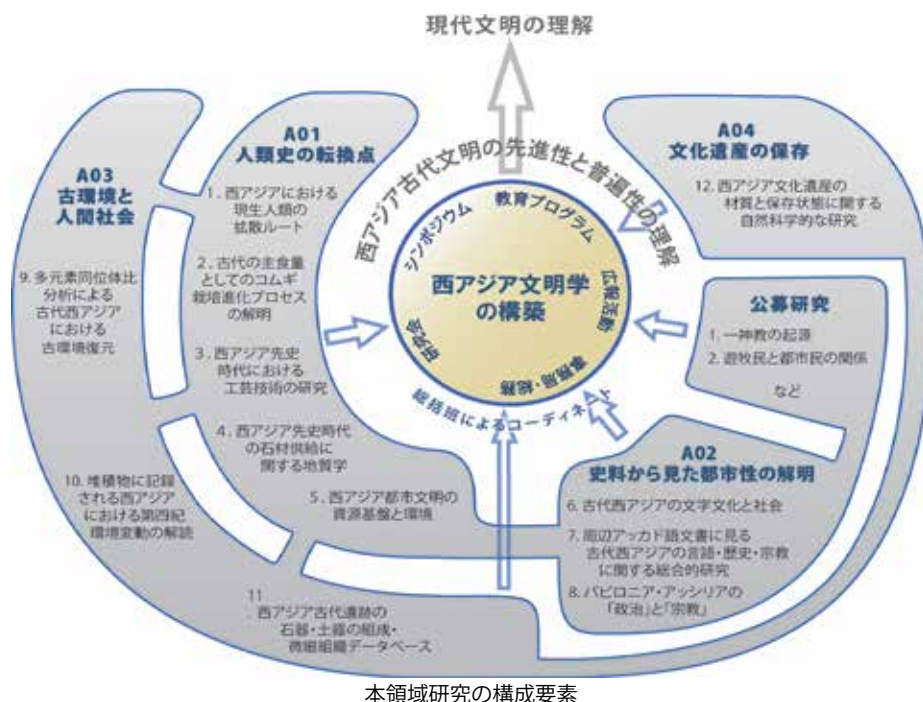 現代文明の理解
西アジア古代文明の先進性と普遍性の理解
A01
人類史の転換点
1. 西アジアにおける
現生人類の
拡散ルート
2. 古代の主食量
としてのコムギ
栽培進化プロセス
の解明
3. 西アジア先史
時代における
工芸技術の研究
4. 西アジア先史時代
の石材供給に
関する地質学
5. 西アジア都市文明の
資源基盤と環境
A03
古環境と
人間社会
9. 多元素同位体比
分析による
古代西アジア
における
古環境復元
10. 堆積物に記録
される西アジア
における第四紀
環境変動の解読
11
. 西アジア古代遺跡の
石器・土器の組成・
微細組織データベース
シンポジウム
教育プログラム
広報活動
事務局・総務
研究会
西アジア文明学
の構築
総括班によるコーディネート
A04
文化遺産の保存
12. 西アジア文化遺産の
材質と保存状態に関する
自然科学的な研究
公募研究
1. 一神教の起源
2. 遊牧民と都市民の関係
など
A02
史料から見た都市性の解明
6. 古代西アジアの文字文化と社会
7. 周辺アッカド語文書に見る
古代西アジアの言語・歴史・宗教
に関する総合的研究
8. バビロニア・アッシリアの
「政治」と「宗教」
本領域研究の構成要素